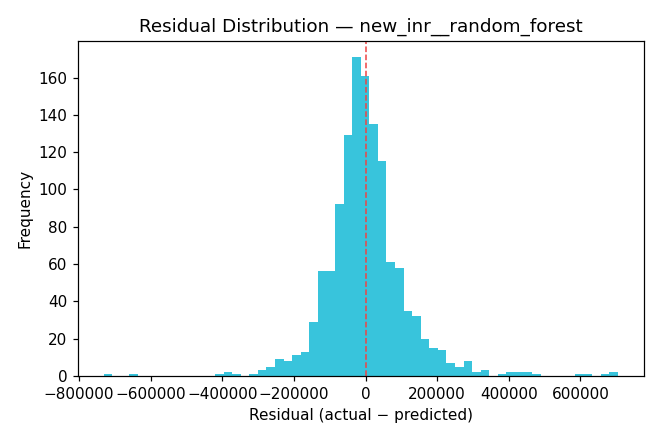 Residual Distribution — new_inr__random_forest
160
140
120
100
80
60
40
20
0
Frequency
−800000 −600000 −400000 −200000 0 200000 400000 600000
Residual (actual − predicted)